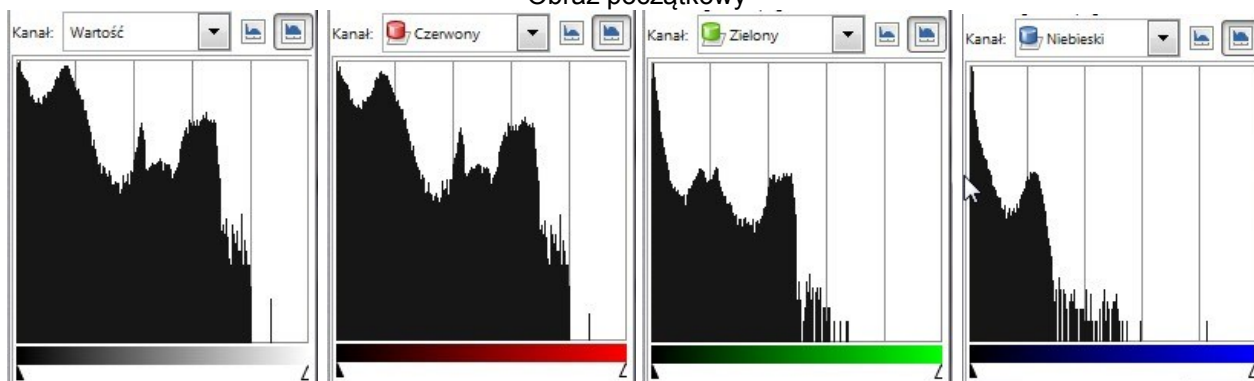 Obraz początkowy
Kanał: Wartość
Kanał: Czerwony
Kanał: Zielony
Kanał: Niebieski